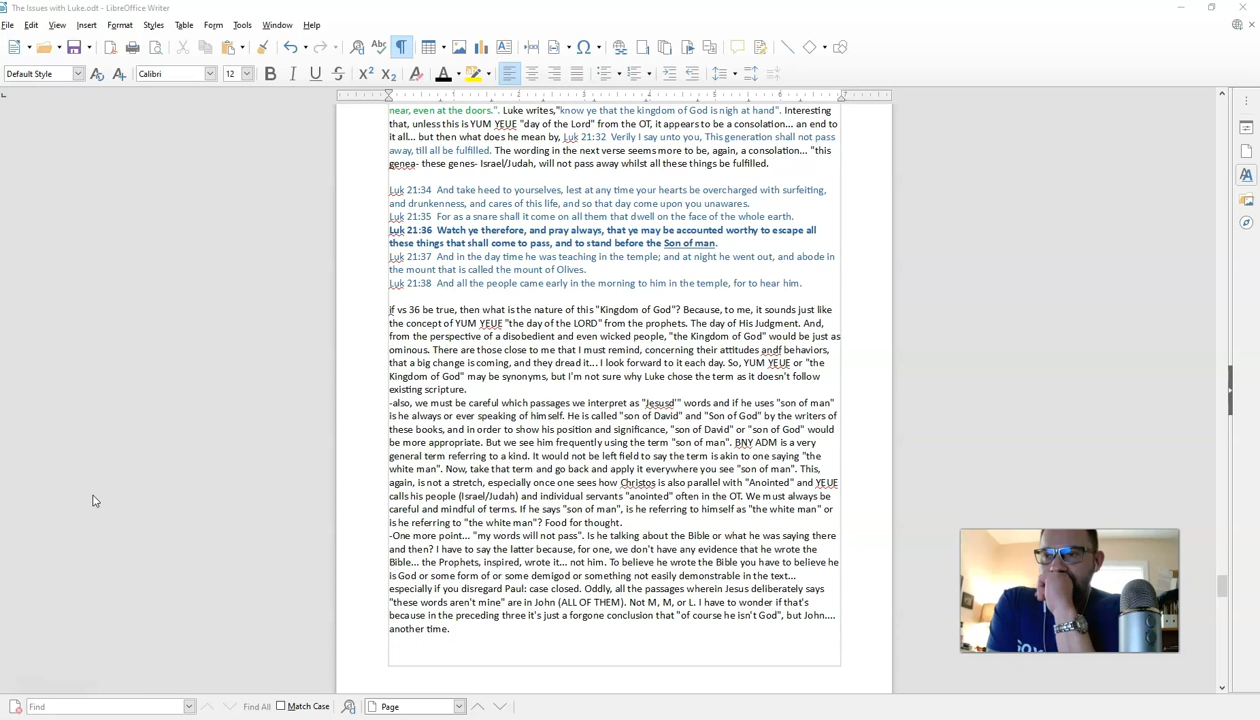 The Issues with Luke.odt - LibreOffice Writer
File Edit View Insert Format Styles Table Form Tools Window Help
Default Style Calibri 12
1 2 3 4 5 6 7
near, even at the doors.". Luke writes,"know ye that the kingdom of God is nigh at hand". Interesting
that, unless this is YUM YEUE "day of the Lord" from the OT, it appears to be a consolation... an end to
it all... but then what does he mean by, Luk 21:32 Verily I say unto you, This generation shall not pass
away, till all be fulfilled. The wording in the next verse seems more to be, again, a consolation... "this
genea- these genes- Israel/Judah, will not pass away whilst all these things be fulfilled.
Luk 21:34 And take heed to yourselves, lest at any time your hearts be overcharged with surfeiting,
and drunkenness, and cares of this life, and so that day come upon you unawares.
Luk 21:35 For as a snare shall it come on all them that dwell on the face of the whole earth.
Luk 21:36 Watch ye therefore, and pray always, that ye may be accounted worthy to escape all
these things that shall come to pass, and to stand before the Son of man.
Luk 21:37 And in the day time he was teaching in the temple; and at night he went out, and abode in
the mount that is called the mount of Olives.
Luk 21:38 And all the people came early in the morning to him in the temple, for to hear him.
if vs 36 be true, then what is the nature of this "Kingdom of God"? Because, to me, it sounds just like
the concept of YUM YEUE "the day of the LORD" from the prophets. The day of His Judgment. And,
from the perspective of a disobedient and even wicked people, "the Kingdom of God" would be just as
ominous. There are those close to me that I must remind, concerning their attitudes andf behaviors,
that a big change is coming, and they dread it... I look forward to it each day. So, YUM YEUE or "the
Kingdom of God" may be synonyms, but I'm not sure why Luke chose the term as it doesn't follow
existing scripture.
-also, we must be careful which passages we interpret as "Jesusd'" words and if he uses "son of man"
is he always or ever speaking of himself. He is called "son of David" and "Son of God" by the writers of
these books, and in order to show his position and significance, "son of David" or "son of God" would
be more appropriate. But we see him frequently using the term "son of man". BNY ADM is a very
general term referring to a kind. It would not be left field to say the term is akin to one saying "the
white man". Now, take that term and go back and apply it everywhere you see "son of man". This,
again, is not a stretch, especially once one sees how Christos is also parallel with "Anointed" and YEUE
calls his people (Israel/Judah) and individual servants "anointed" often in the OT. We must always be
careful and mindful of terms. If he says "son of man", is he referring to himself as "the white man" or
is he referring to "the white man"? Food for thought.
-One more point... "my words will not pass". Is he talking about the Bible or what he was saying there
and then? I have to say the latter because, for one, we don't have any evidence that he wrote the
Bible... the Prophets, inspired, wrote it... not him. To believe he wrote the Bible you have to believe he
is God or some form of or some demigod or something not easily demonstrable in the text...
especially if you disregard Paul: case closed. Oddly, all the passages wherein Jesus deliberately says
"these words aren't mine" are in John (ALL OF THEM). Not M, M, or L. I have to wonder if that's
because in the preceding three it's just a forgone conclusion that "of course he isn't God", but John....
another time.
Find Find All Match Case Page